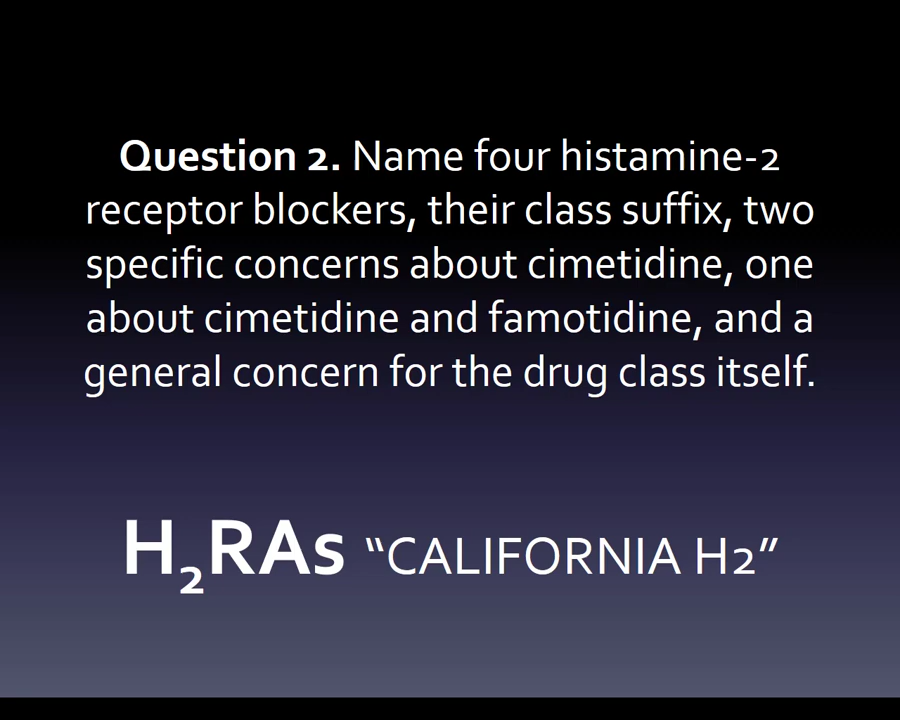 Question 2. Name four histamine-2
receptor blockers, their class suffix, two
specific concerns about cimetidine, one
about cimetidine and famotidine, and a
general concern for the drug class itself.
H₂RAs “CALIFORNIA H2”